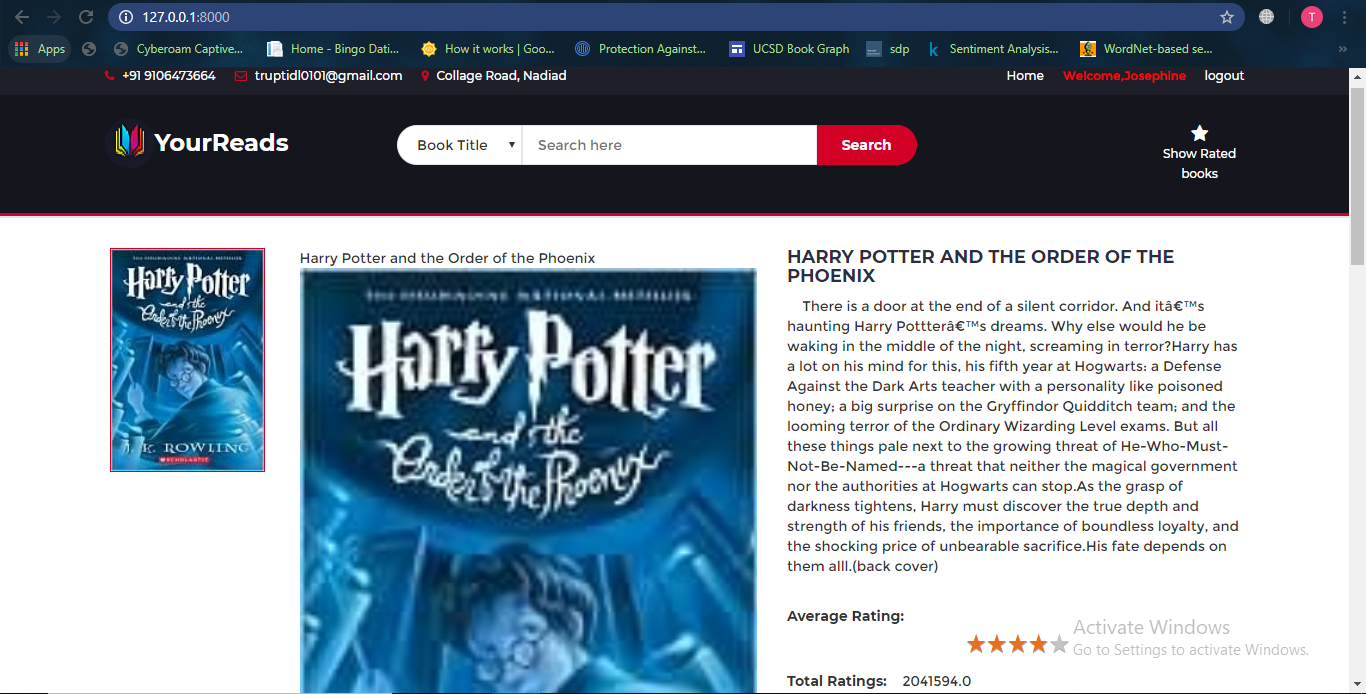 127.0.0.1:8000
T
Apps
Cyberoam Captive...
Home - Bingo Dati...
How it works | Goo...
Protection Against...
UCSD Book Graph
sdp
k
Sentiment Analysis...
WordNet-based se...
»
+91 9106473664
truptidl0101@gmail.com
Collage Road, Nadiad
Home
Welcome,Josephine
logout
YourReads
Book Title
Search here
Search
Show Rated
books
Harry Potter
and the
Order of the Phoenix
J. K. ROWLING
SCHOLASTIC
Harry Potter and the Order of the Phoenix
Harry Potter
and the
Order of the Phoenix
HARRY POTTER AND THE ORDER OF THE
PHOENIX
There is a door at the end of a silent corridor. And itâ€™s
haunting Harry Pottterâ€™s dreams. Why else would he be
waking in the middle of the night, screaming in terror?Harry has
a lot on his mind for this, his fifth year at Hogwarts: a Defense
Against the Dark Arts teacher with a personality like poisoned
honey; a big surprise on the Gryffindor Quidditch team; and the
looming terror of the Ordinary Wizarding Level exams. But all
these things pale next to the growing threat of He-Who-Must-
Not-Be-Named---a threat that neither the magical government
nor the authorities at Hogwarts can stop.As the grasp of
darkness tightens, Harry must discover the true depth and
strength of his friends, the importance of boundless loyalty, and
the shocking price of unbearable sacrifice.His fate depends on
them alll.(back cover)
Average Rating:
Activate Windows
Go to Settings to activate Windows.
Total Ratings: 2041594.0